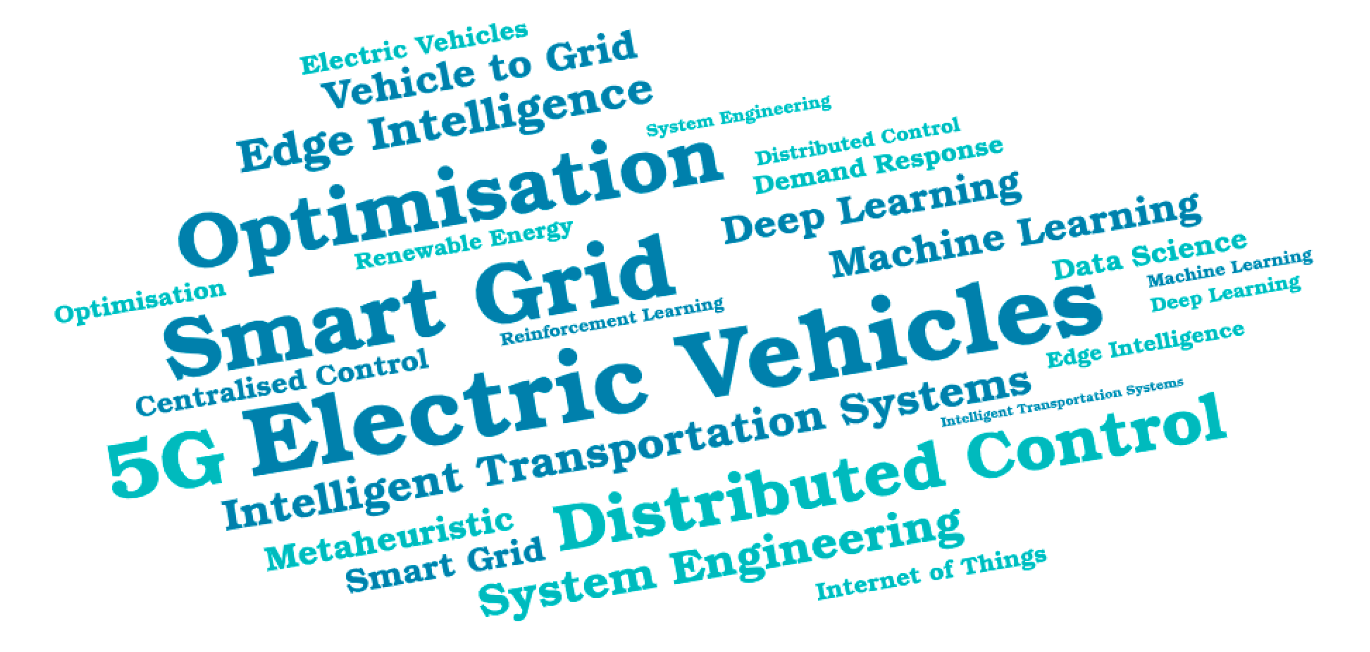 Electric Vehicles
Vehicle to Grid
Edge Intelligence
System Engineering
Optimisation
Distributed Control
Demand Response
Deep Learning
Renewable Energy
Machine Learning
Smart Grid
Data Science
Machine Learning
Deep Learning
Optimisation
Reinforcement Learning
Electric Vehicles
Edge Intelligence
Centralised Control
5G
Intelligent Transportation Systems
Intelligent Transportation Systems
Distributed Control
Metaheuristic
Smart Grid
System Engineering
Internet of Things